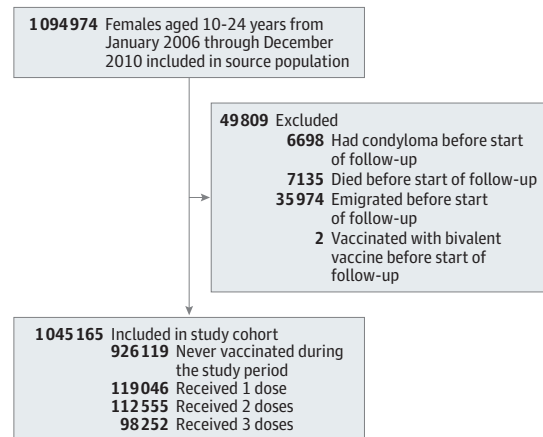 1094974 Females aged 10-24 years from
January 2006 through December
2010 included in source population
49809 Excluded
6698 Had condyloma before start
of follow-up
7135 Died before start of follow-up
35974 Emigrated before start
of follow-up
2 Vaccinated with bivalent
vaccine before start of
follow-up
1045165 Included in study cohort
926119 Never vaccinated during
the study period
119046 Received 1 dose
112555 Received 2 doses
98252 Received 3 doses